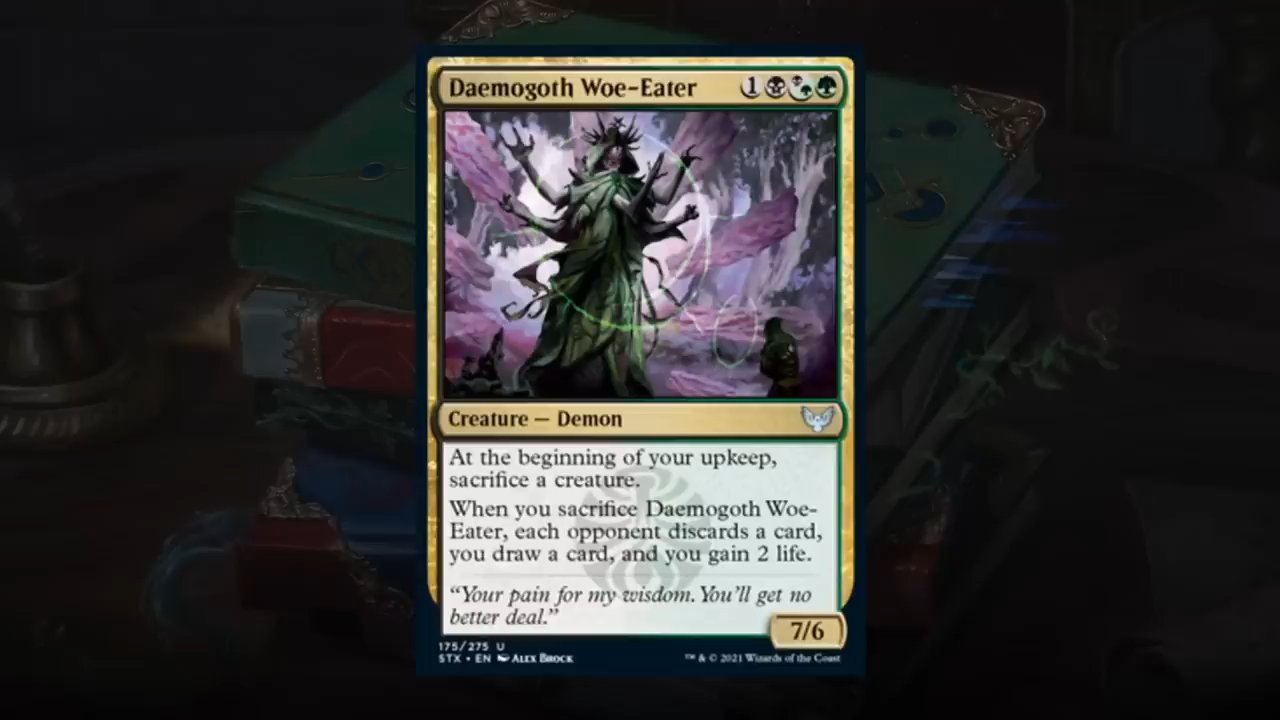 Daemogoth Woe-Eater 1
Creature — Demon
At the beginning of your upkeep,
sacrifice a creature.
When you sacrifice Daemogoth Woe-
Eater, each opponent discards a card,
you draw a card, and you gain 2 life.
“Your pain for my wisdom. You’ll get no
better deal.”
7/6
175/275 U
STX • EN ALEX BROCK
™ & © 2021 Wizards of the Coast